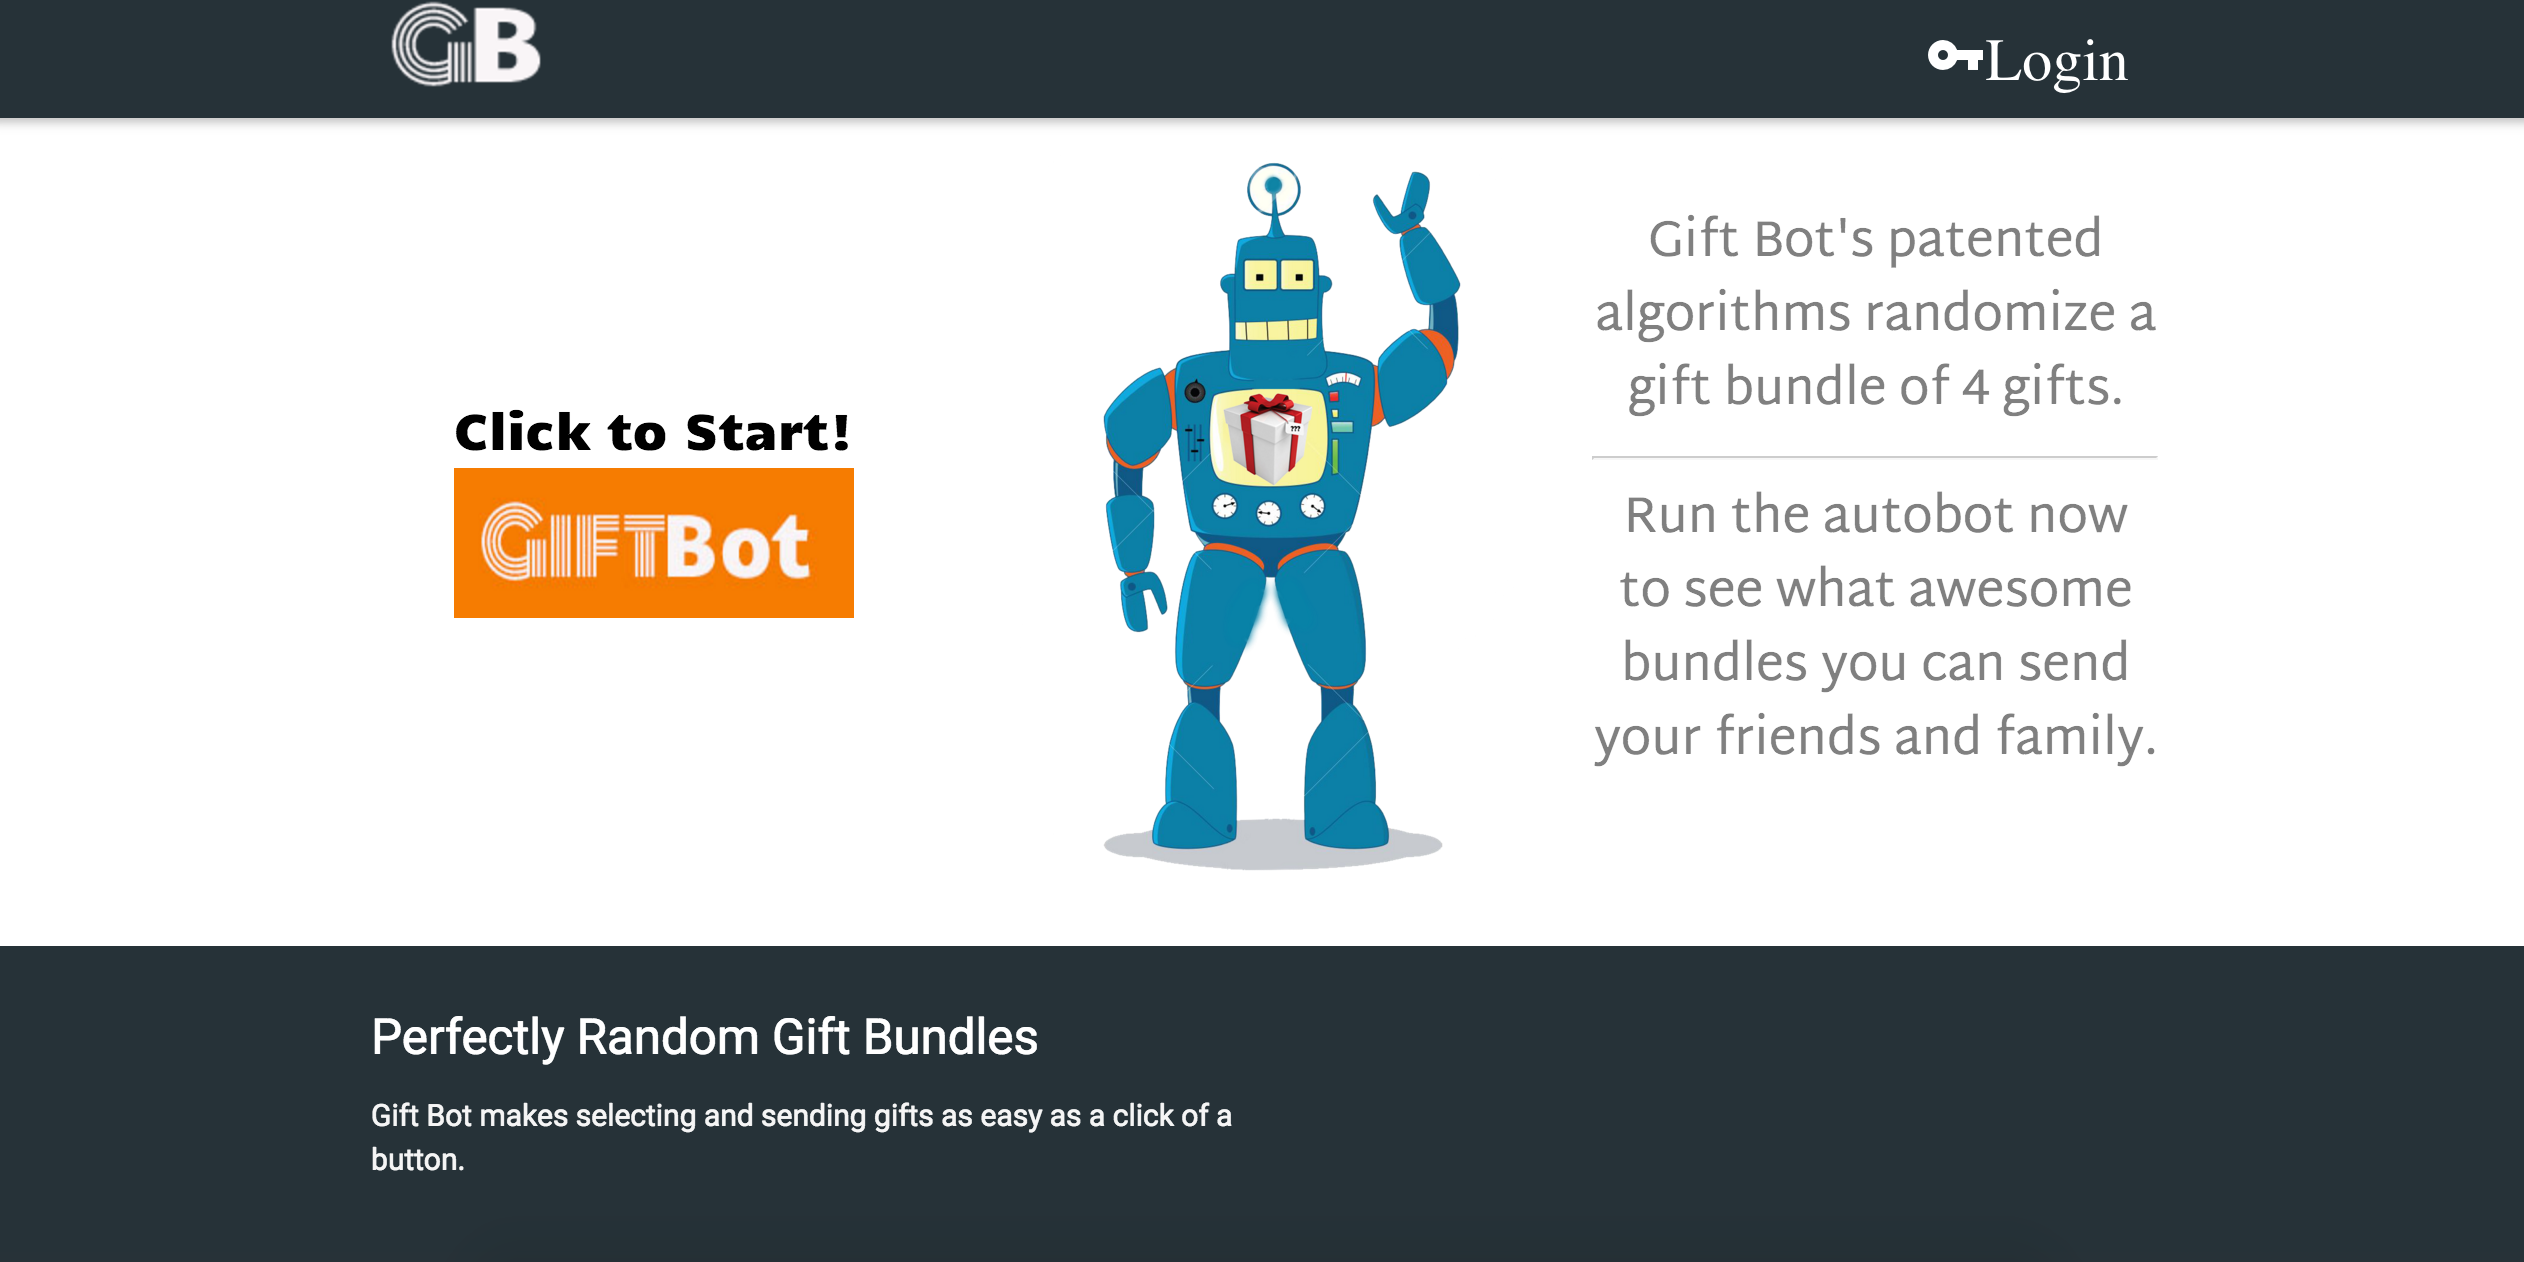 GB
Login
Click to Start!
GIFTBot
???
Gift Bot's patented
algorithms randomize a
gift bundle of 4 gifts.
Run the autobot now
to see what awesome
bundles you can send
your friends and family.
Perfectly Random Gift Bundles
Gift Bot makes selecting and sending gifts as easy as a click of a
button.